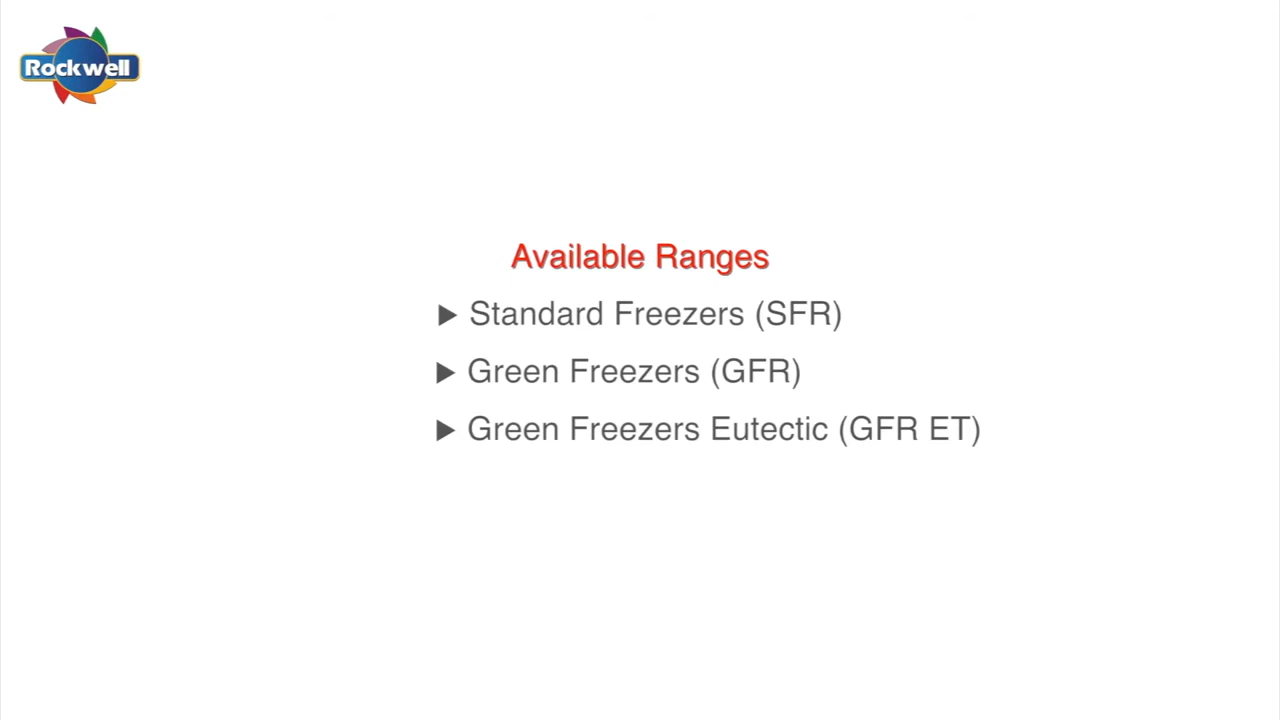 Rockwell
Available Ranges
▶ Standard Freezers (SFR)
▶ Green Freezers (GFR)
▶ Green Freezers Eutectic (GFR ET)